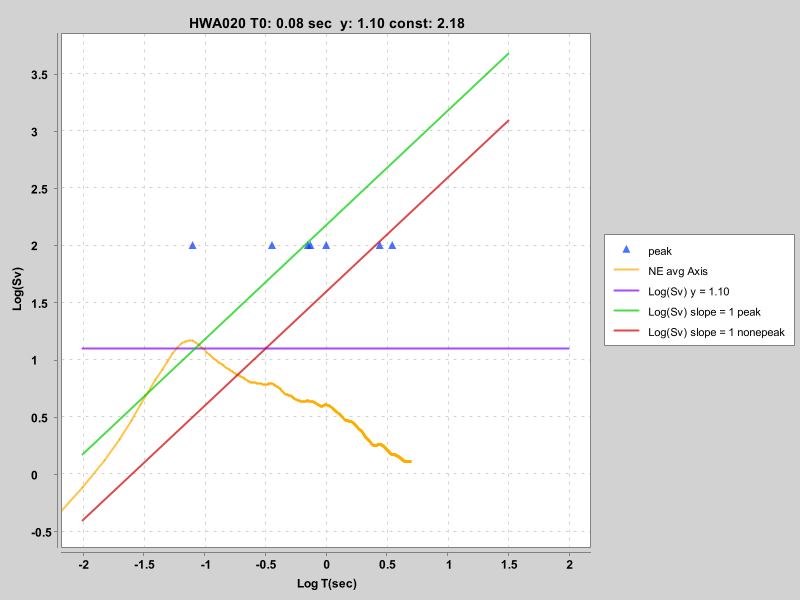 HWA020 T0: 0.08 sec  y: 1.10 const: 2.18
3.5
3
2.5
2
1.5
1
0.5
0
-0.5
Log(Sv)
-2 -1.5 -1 -0.5 0 0.5 1 1.5 2
Log T(sec)
peak
NE avg Axis
Log(Sv) y = 1.10
Log(Sv) slope = 1 peak
Log(Sv) slope = 1 nonepeak